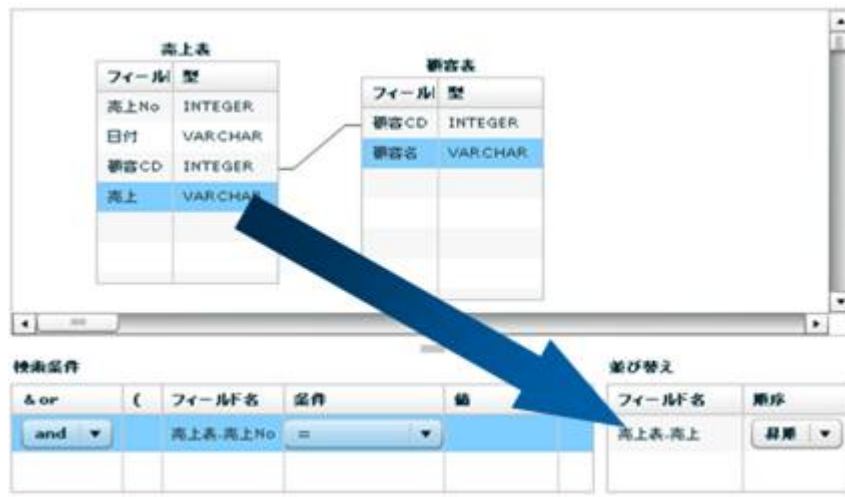 売上表
フィール 型
売上No INTEGER
日付 VARCHAR
顧客CD INTEGER
売上 VARCHAR
顧客表
フィール 型
顧客CD INTEGER
顧客名 VARCHAR
検索条件
& or ( フィールド名 条件 値
and 売上表.売上No =
並び替え
フィールド名 順序
売上表.売上 昇順